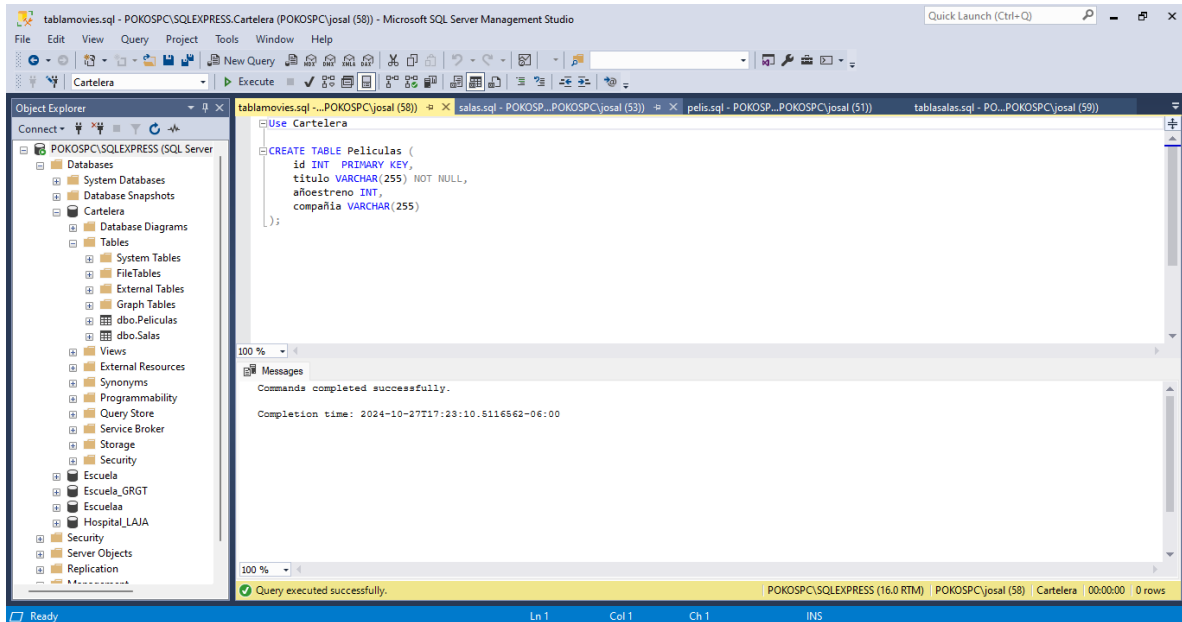 tablamovies.sql - POKOSPC\SQLEXPRESS.Cartelera (POKOSPC\josal (58)) - Microsoft SQL Server Management Studio
Quick Launch (Ctrl+Q)
File Edit View Query Project Tools Window Help
New Query
Cartelera
Execute
Object Explorer
tablamovies.sql -...POKOSPC\josal (58))
salas.sql - POKOSP...POKOSPC\josal (53))
pelis.sql - POKOSP...POKOSPC\josal (51))
tablasalas.sql - PO...POKOSPC\josal (59))
Connect
POKOSPC\SQLEXPRESS (SQL Server
Databases
System Databases
Database Snapshots
Cartelera
Database Diagrams
Tables
System Tables
FileTables
External Tables
Graph Tables
dbo.Peliculas
dbo.Salas
Views
External Resources
Synonyms
Programmability
Query Store
Service Broker
Storage
Security
Escuela
Escuela_GRGT
Escuelaa
Hospital_LAJA
Security
Server Objects
Replication
Use Cartelera
CREATE TABLE Peliculas (
id INT PRIMARY KEY,
titulo VARCHAR(255) NOT NULL,
añoestreno INT,
compañia VARCHAR(255)
);
100 %
Messages
Commands completed successfully.
Completion time: 2024-10-27T17:23:10.5116562-06:00
100 %
Query executed successfully.
POKOSPC\SQLEXPRESS (16.0 RTM) POKOSPC\josal (58) Cartelera 00:00:00 0 rows
Ready Ln 1 Col 1 Ch 1 INS